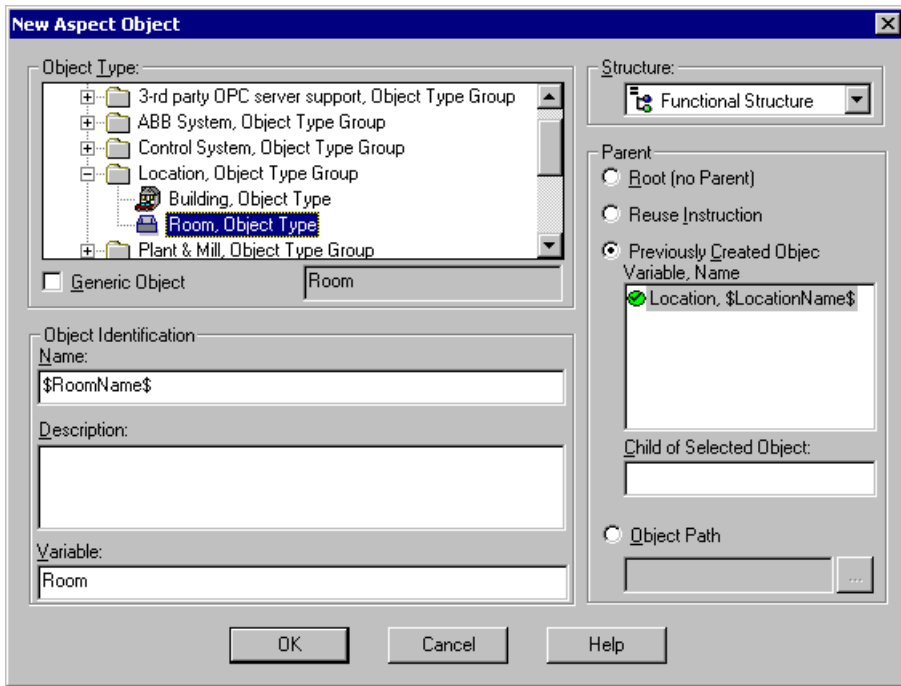 New Aspect Object
Object Type:
3-rd party OPC server support, Object Type Group
ABB System, Object Type Group
Control System, Object Type Group
Location, Object Type Group
Building, Object Type
Room, Object Type
Plant & Mill, Object Type Group
Generic Object
Room
Object Identification
Name:
$RoomName$
Description:
Variable:
Room
Structure:
Functional Structure
Parent
Root (no Parent)
Reuse Instruction
Previously Created Objec
Variable, Name
Location, $LocationName$
Child of Selected Object:
Object Path
...
OK
Cancel
Help